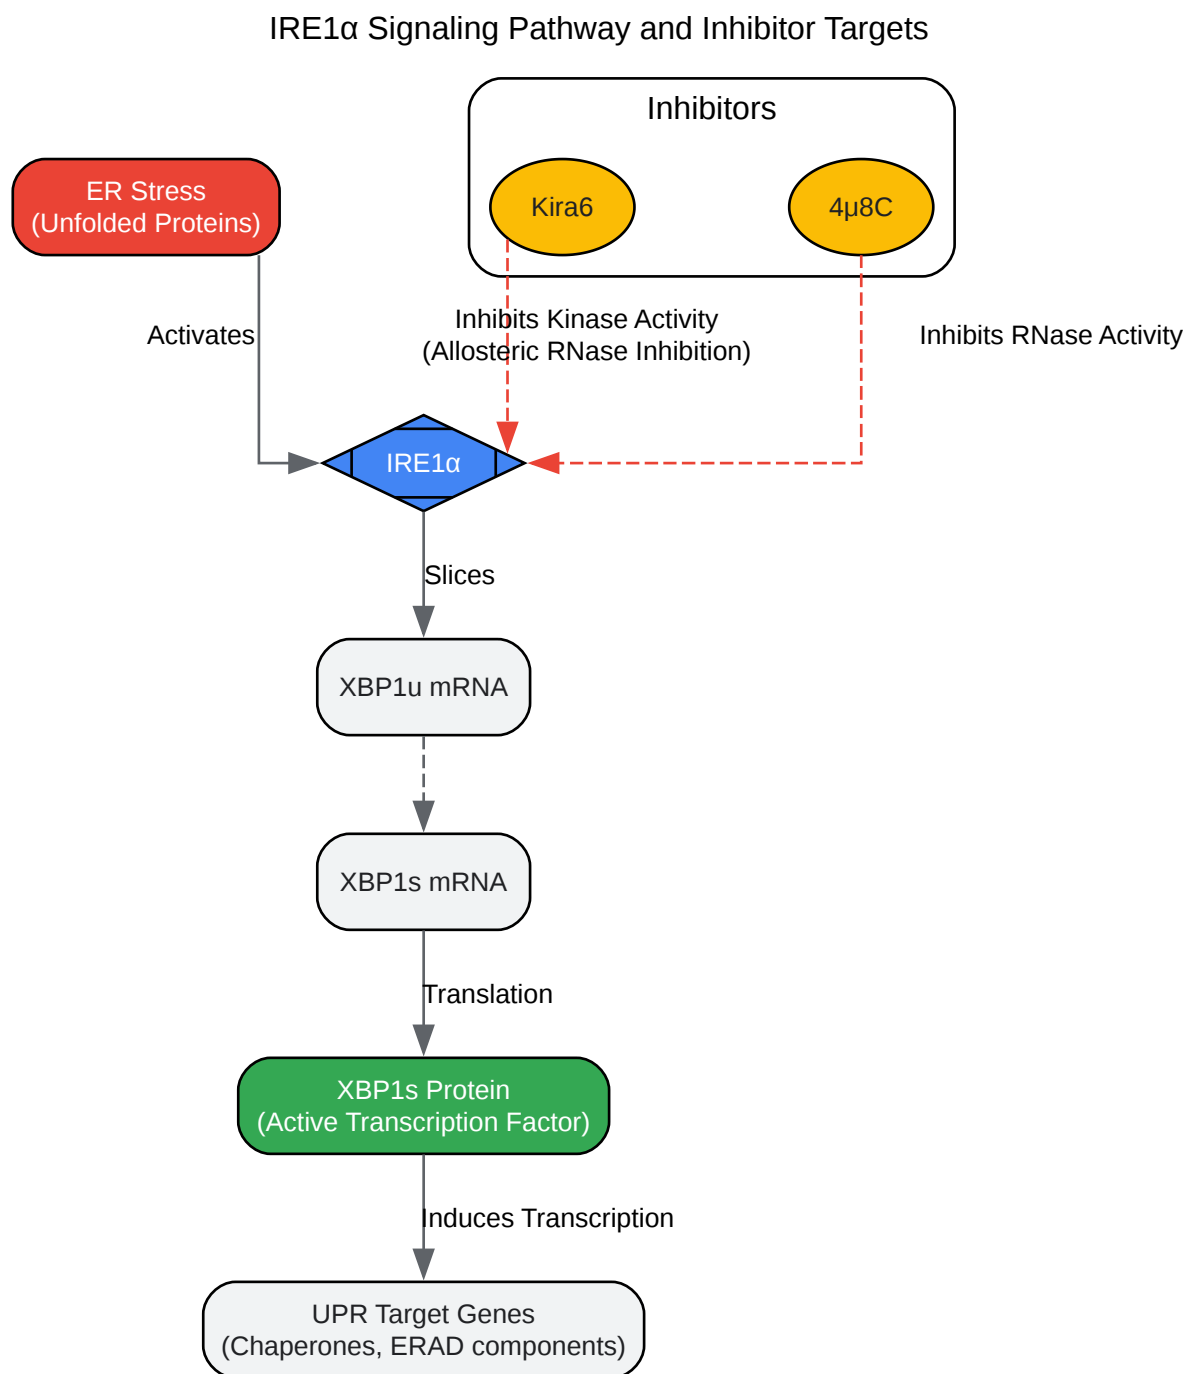 IRE1α Signaling Pathway and Inhibitor Targets
Inhibitors
ER Stress
(Unfolded Proteins)
Kira6
4μ8C
Activates
Inhibits Kinase Activity
(Allosteric RNase Inhibition)
Inhibits RNase Activity
IRE1α
Slices
XBP1u mRNA
XBP1s mRNA
Translation
XBP1s Protein
(Active Transcription Factor)
Induces Transcription
UPR Target Genes
(Chaperones, ERAD components)